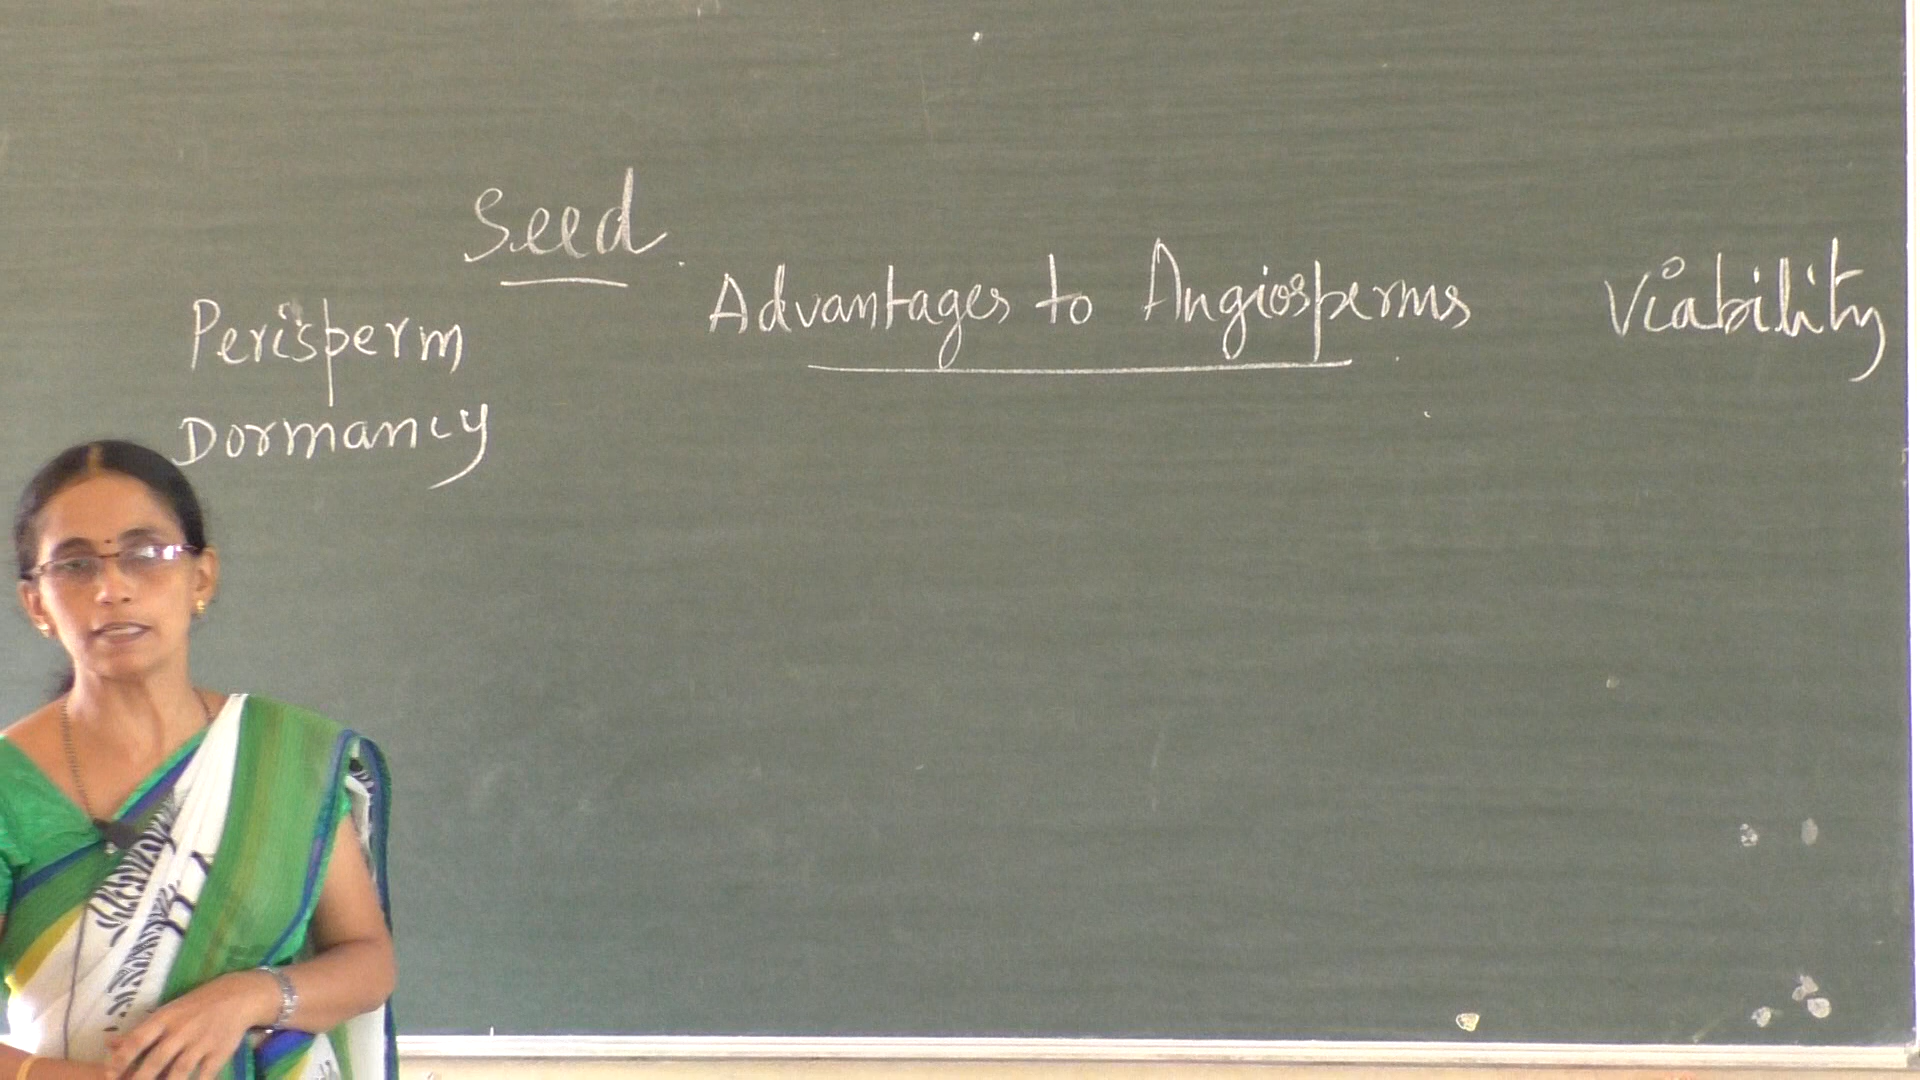 Seed
Advantages to Angiosperms
Viability
Perisperm
Dormancy